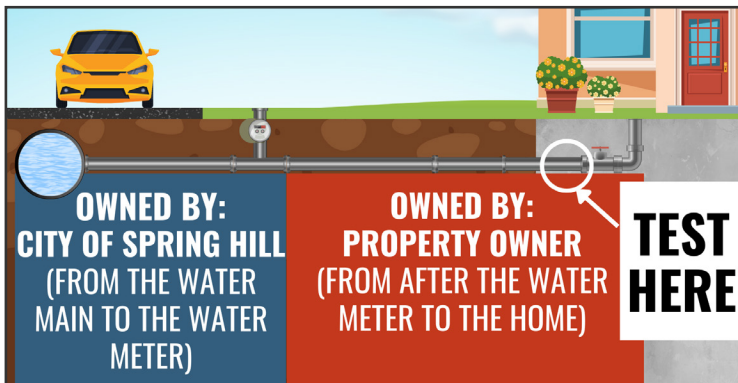 OWNED BY:
CITY OF SPRING HILL
(FROM THE WATER
MAIN TO THE WATER
METER)
OWNED BY:
PROPERTY OWNER
(FROM AFTER THE WATER
METER TO THE HOME)
TEST
HERE